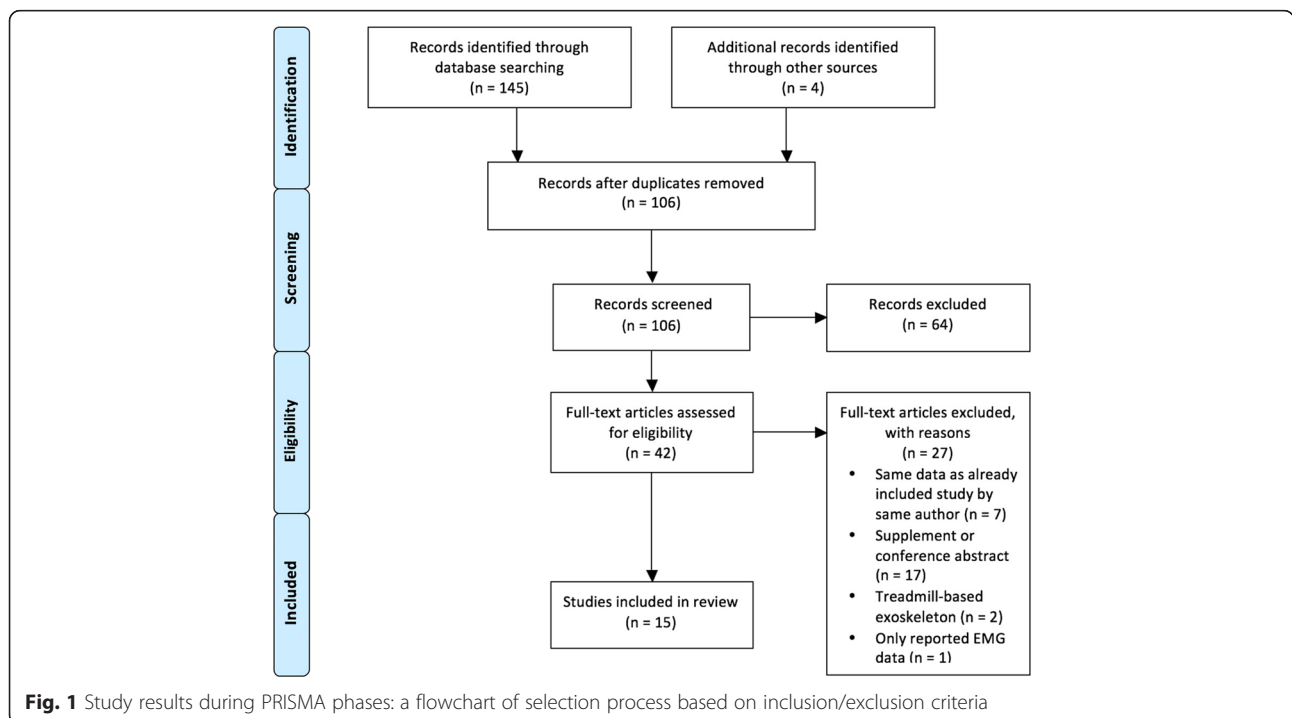 Identification
Records identified through
database searching
(n = 145)
Additional records identified
through other sources
(n = 4)
Records after duplicates removed
(n = 106)
Screening
Records screened
(n = 106)
Records excluded
(n = 64)
Eligibility
Full-text articles assessed
for eligibility
(n = 42)
Full-text articles excluded,
with reasons
(n = 27)
• Same data as already
included study by
same author (n = 7)
• Supplement or
conference abstract
(n = 17)
• Treadmill-based
exoskeleton (n = 2)
• Only reported EMG
data (n = 1)
Included
Studies included in review
(n = 15)
Fig. 1 Study results during PRISMA phases: a flowchart of selection process based on inclusion/exclusion criteria